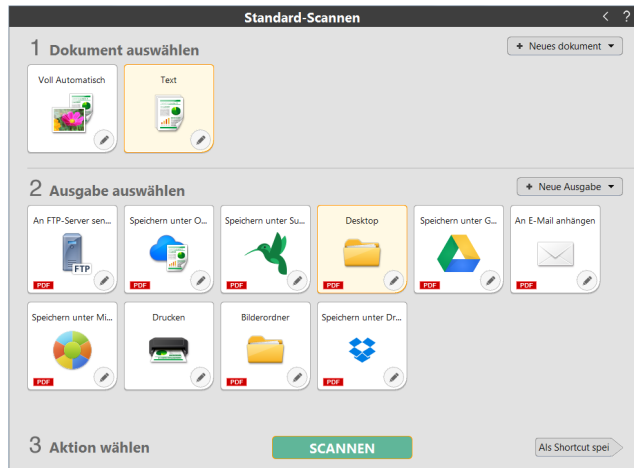 Standard-Scannen < ?
1 Dokument auswählen
+ Neues dokument
Voll Automatisch
Text
2 Ausgabe auswählen
+ Neue Ausgabe
An FTP-Server sen...
Speichern unter O...
Speichern unter Su...
Desktop
Speichern unter G...
An E-Mail anhängen
FTP
PDF
PDF
PDF
PDF
PDF
PDF
Speichern unter Mi...
Drucken
Bilderordner
Speichern unter Dr...
PDF
PDF
PDF
3 Aktion wählen
SCANNEN
Als Shortcut spei